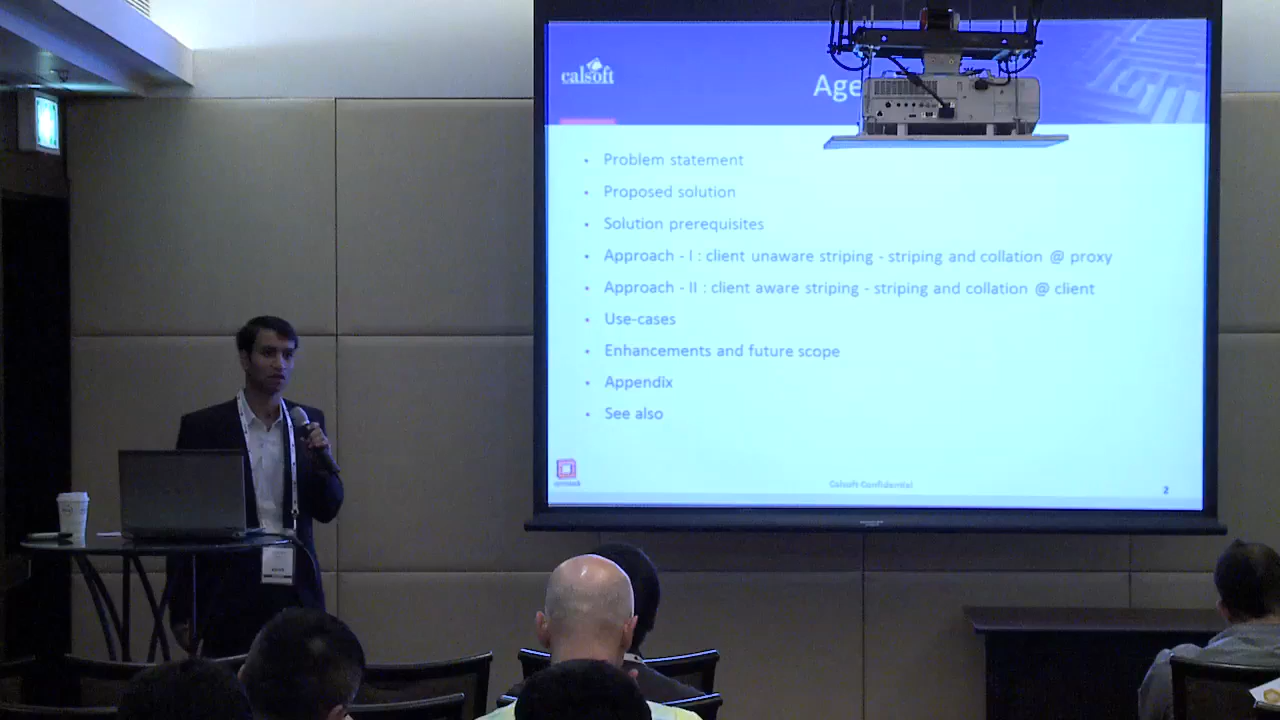 calsoft
Age
Problem statement
Proposed solution
Solution prerequisites
Approach - I : client unaware striping - striping and collation @ proxy
Approach - II : client aware striping - striping and collation @ client
Use-cases
Enhancements and future scope
Appendix
See also
Calsoft Confidential
2